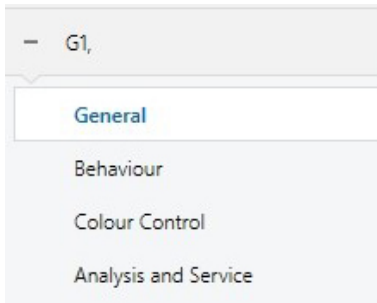 G1,
General
Behaviour
Colour Control
Analysis and Service